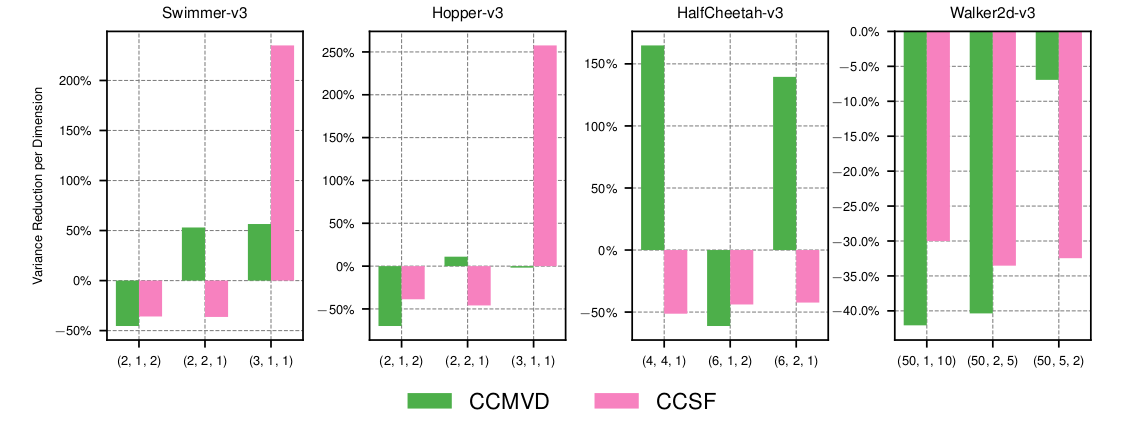 Swimmer-v3
Hopper-v3
HalfCheetah-v3
Walker2d-v3
Variance Reduction per Dimension
200%
150%
100%
50%
0%
−50%
(2, 1, 2)
(2, 2, 1)
(3, 1, 1)
250%
200%
150%
100%
50%
0%
−50%
(2, 1, 2)
(2, 2, 1)
(3, 1, 1)
150%
100%
50%
0%
−50%
(4, 4, 1)
(6, 1, 2)
(6, 2, 1)
0.0%
−5.0%
−10.0%
−15.0%
−20.0%
−25.0%
−30.0%
−35.0%
−40.0%
(50, 1, 10)
(50, 2, 5)
(50, 5, 2)
CCMVD
CCSF